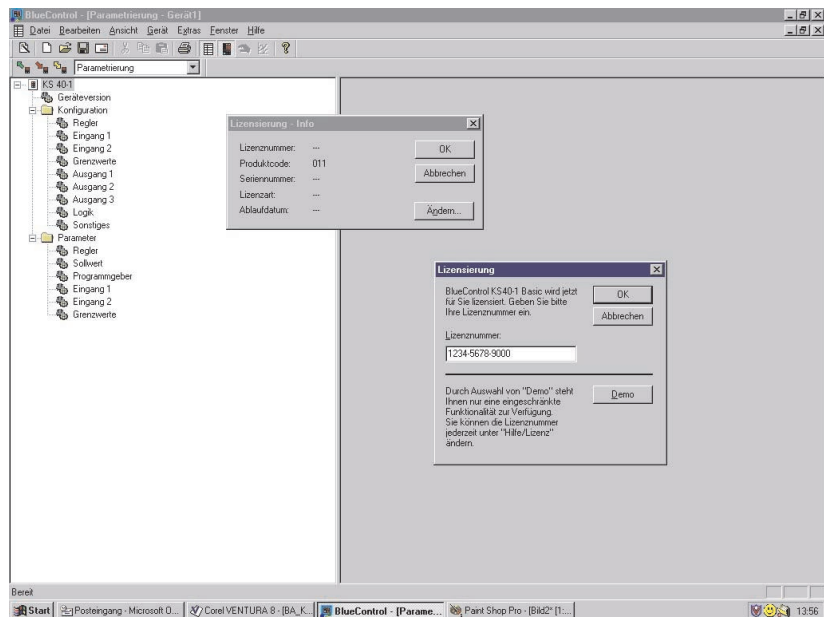 BlueControl - [Parametrierung - Gerät1]
Datei Bearbeiten Ansicht Gerät Extras Fenster Hilfe
Parametrierung
KS 40-1
Geräteversion
Konfiguration
Regler
Eingang 1
Eingang 2
Grenzwerte
Ausgang 1
Ausgang 2
Ausgang 3
Logik
Sonstiges
Parameter
Regler
Sollwert
Programmgeber
Eingang 1
Eingang 2
Grenzwerte
Lizensierung - Info
Lizenznummer: ---
Produktcode: 011
Seriennummer: ---
Lizenzart: ---
Ablaufdatum: ---
OK
Abbrechen
Ändern...
Lizensierung
BlueControl KS40-1 Basic wird jetzt
für Sie lizensiert. Geben Sie bitte
Ihre Lizenznummer ein.
OK
Abbrechen
Lizenznummer:
1234-5678-9000
Durch Auswahl von "Demo" steht
Ihnen nur eine eingeschränkte
Funktionalität zur Verfügung.
Sie können die Lizenznummer
jederzeit unter "Hilfe/Lizenz"
ändern.
Demo
Bereit
Start Posteingang - Microsoft O... Corel VENTURA 8 - [BA_K... BlueControl - [Parame... Paint Shop Pro - [Bild2* [1:... 13:56